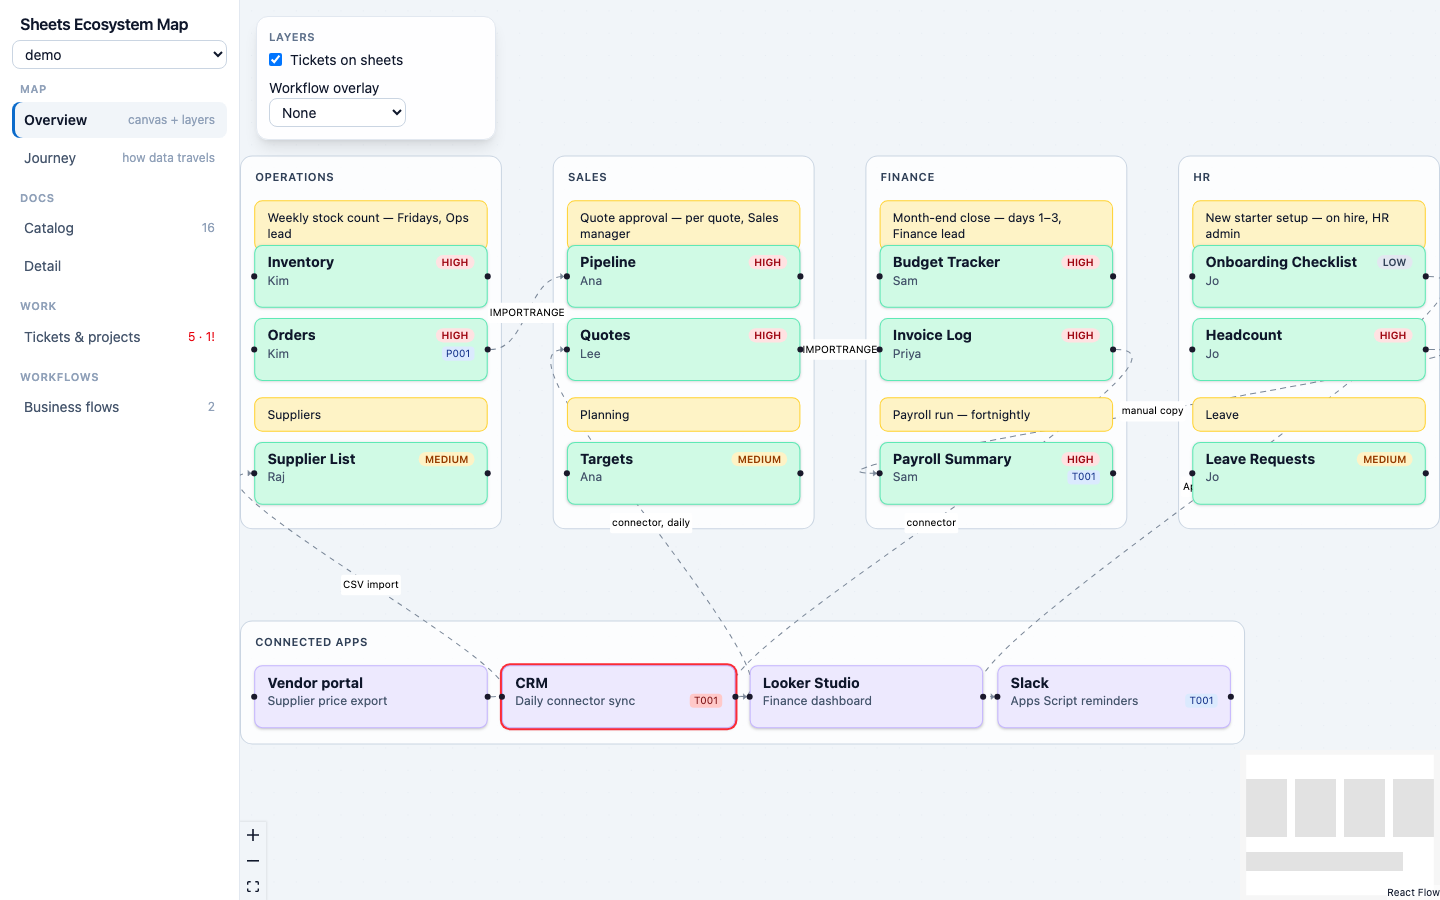 Sheets Ecosystem Map
demo
MAP
Overview canvas + layers
Journey how data travels
DOCS
Catalog 16
Detail
WORK
Tickets & projects 5 · 1!
WORKFLOWS
Business flows 2
LAYERS
Tickets on sheets
Workflow overlay
None
OPERATIONS
Weekly stock count — Fridays, Ops
lead
Inventory HIGH
Kim
Orders HIGH
Kim P001
Suppliers
Supplier List MEDIUM
Raj
IMPORTRANGE
SALES
Quote approval — per quote, Sales
manager
Pipeline HIGH
Ana
Quotes HIGH
Lee
Planning
Targets MEDIUM
Ana
IMPORTRANGE
FINANCE
Month-end close — days 1–3,
Finance lead
Budget Tracker HIGH
Sam
Invoice Log HIGH
Priya
Payroll run — fortnightly
Payroll Summary HIGH
Sam T001
manual copy
HR
New starter setup — on hire, HR
admin
Onboarding Checklist LOW
Jo
Headcount HIGH
Jo
Leave
Leave Requests MEDIUM
Jo
connector, daily
connector
CSV import
CONNECTED APPS
Vendor portal
Supplier price export
CRM
Daily connector sync T001
Looker Studio
Finance dashboard
Slack
Apps Script reminders T001
React Flow